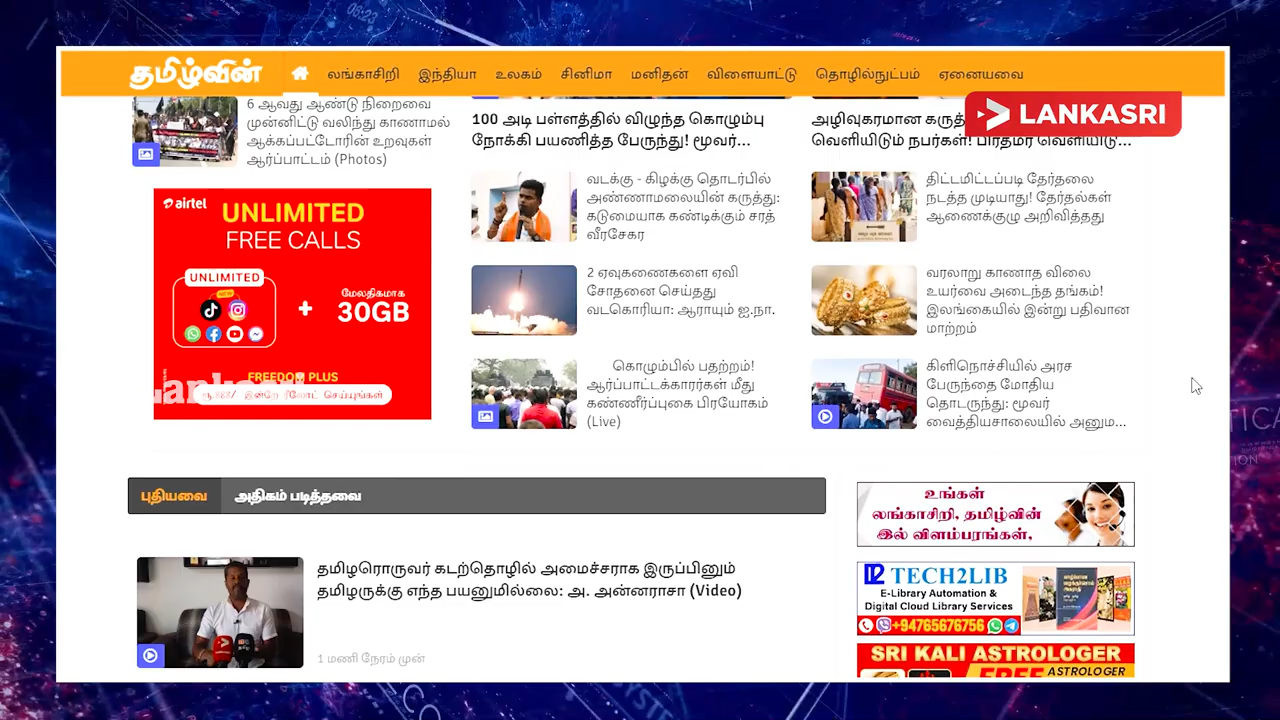 தமிழ்வின்
லங்காசிறி இந்தியா உலகம் சினிமா மனிதன் விளையாட்டு தொழில்நுட்பம் ஏனையவை
LANKASRI
6 ஆவது ஆண்டு நிறைவை
முன்னிட்டு வலிந்து காணாமல்
ஆக்கப்பட்டோரின் உறவுகள்
ஆர்ப்பாட்டம் (Photos)
airtel
UNLIMITED
FREE CALLS
UNLIMITED
NEW
+
மேலதிகமாக
30GB
FREEDOM PLUS
இன்றே ரீலோட் செய்யுங்கள்
Lankasri
100 அடி பள்ளத்தில் விழுந்த கொழும்பு
நோக்கி பயணித்த பேருந்து! மூவர்...
வடக்கு - கிழக்கு தொடர்பில்
அண்ணாமலையின் கருத்து:
கடுமையாக கண்டிக்கும் சரத்
வீரசேகர
2 ஏவுகணைகளை ஏவி
சோதனை செய்தது
வடகொரியா: ஆராயும் ஐ.நா.
கொழும்பில் பதற்றம்!
ஆர்ப்பாட்டக்காரர்கள் மீது
கண்ணீர்ப்புகை பிரயோகம்
(Live)
அழிவுகரமான
வெளியிடும் நபர்கள்! பிரதமர் வெளியிடு...
திட்டமிட்டப்படி தேர்தலை
நடத்த முடியாது! தேர்தல்கள்
ஆணைக்குழு அறிவித்தது
வரலாறு காணாத விலை
உயர்வை அடைந்த தங்கம்!
இலங்கையில் இன்று பதிவான
மாற்றம்
கிளிநொச்சியில் அரச
பேருந்தை மோதிய
தொடருந்து: மூவர்
வைத்தியசாலையில் அனும...
புதியவை அதிகம் படித்தவை
தமிழரொருவர் கடற்தொழில் அமைச்சராக இருப்பினும்
தமிழருக்கு எந்த பயனுமில்லை: அ. அன்னராசா (Video)
1 மணி நேரம் முன்
உங்கள்
லங்காசிறி, தமிழ்வின்
இல் விளம்பரங்கள்,
TECH2LIB
E-Library Automation &
Digital Cloud Library Services
+94765676756
SRI KALI ASTROLOGER
FREE ASTROLOGER